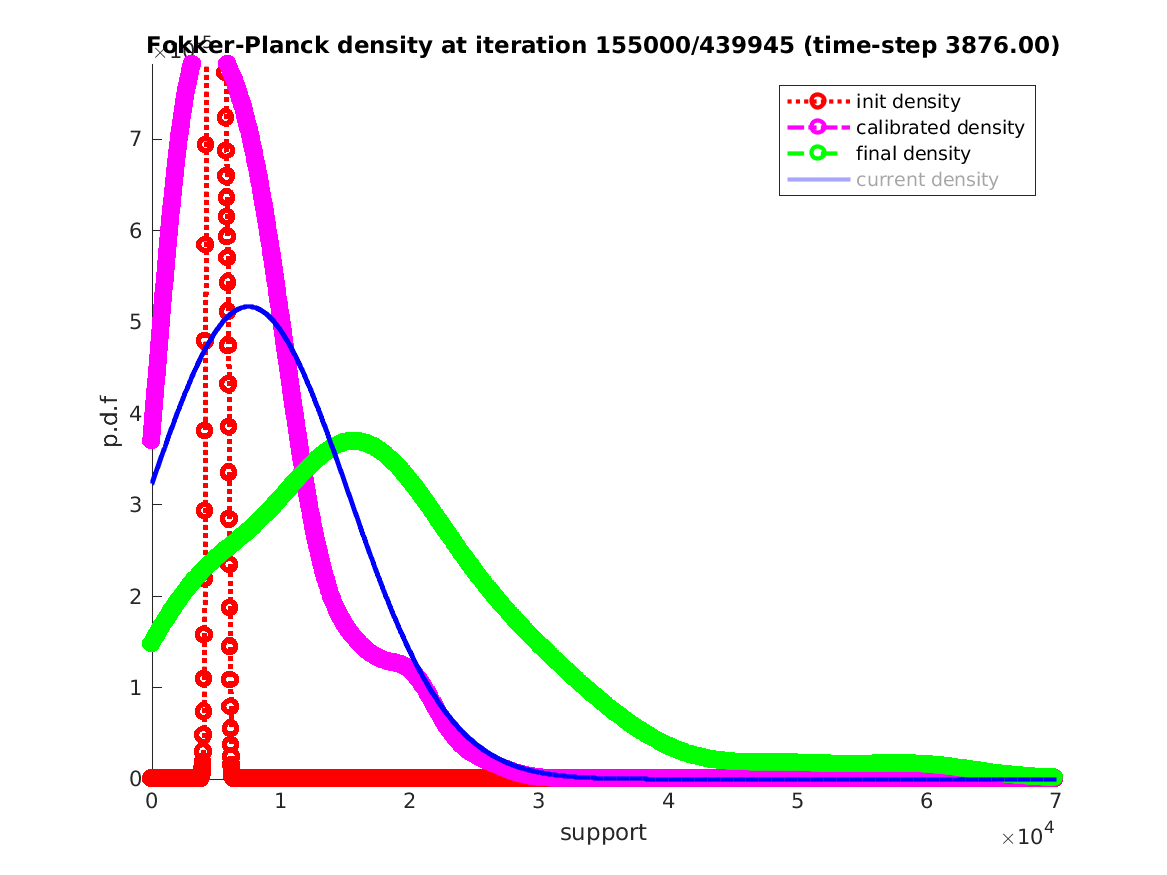 Fokker-Planck density at iteration 155000/439945 (time-step 3876.00)
init density
calibrated density
final density
current density
p.d.f
7
6
5
4
3
2
1
0
0 1 2 3 4 5 6 7
support
×10^4